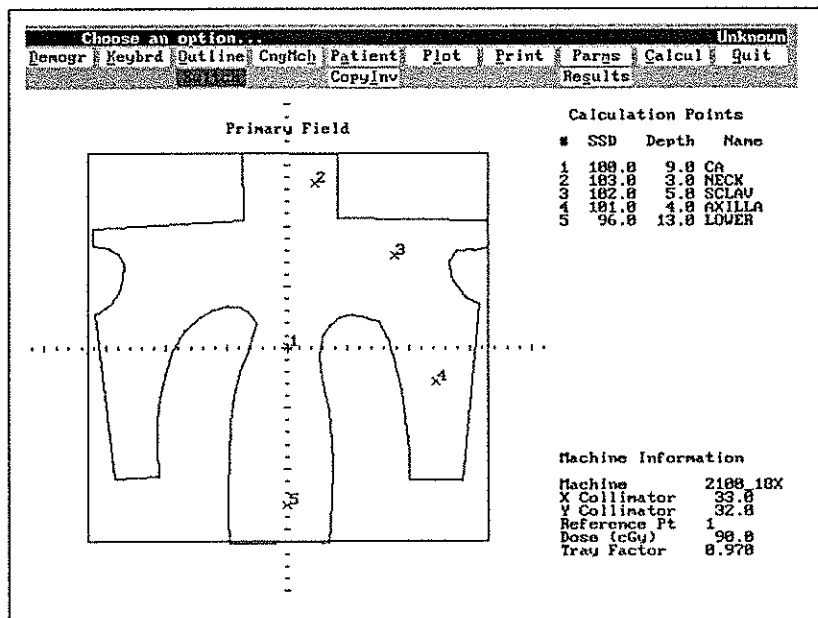 Choose an option... Unknown
Demogr Keybrd Outline CngMch Patient Plot Print Parms Calcul Quit
Switch CopyInv Results
Primary Field
Calculation Points
# SSD Depth Name
1 100.0 9.0 CA
2 103.0 3.0 NECK
3 102.0 5.0 SCLAV
4 101.0 4.0 AXILLA
5 96.0 13.0 LOWER
2
3
1
4
5
Machine Information
Machine 2100_18X
X Collimator 33.0
Y Collimator 32.0
Reference Pt 1
Dose (cGy) 90.0
Tray Factor 0.970